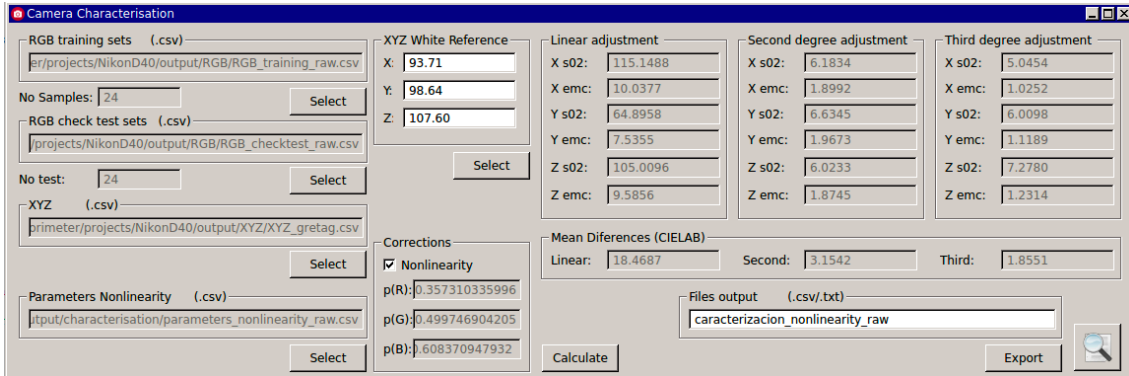 Camera Characterisation
RGB training sets (.csv)
er/projects/NikonD40/output/RGB/RGB_training_raw.csv
No Samples: 24
Select
RGB check test sets (.csv)
/projects/NikonD40/output/RGB/RGB_checktest_raw.csv
No test: 24
Select
XYZ (.csv)
primeter/projects/NikonD40/output/XYZ/XYZ_gretag.csv
Select
Parameters Nonlinearity (.csv)
utput/characterisation/parameters_nonlinearity_raw.csv
Select
XYZ White Reference
X: 93.71
Y: 98.64
Z: 107.60
Select
Corrections
Nonlinearity
p(R): 0.357310335996
p(G): 0.499746904205
p(B): 0.608370947932
Linear adjustment
X s02: 115.1488
X emc: 10.0377
Y s02: 64.8958
Y emc: 7.5355
Z s02: 105.0096
Z emc: 9.5856
Second degree adjustment
X s02: 6.1834
X emc: 1.8992
Y s02: 6.6345
Y emc: 1.9673
Z s02: 6.0233
Z emc: 1.8745
Third degree adjustment
X s02: 5.0454
X emc: 1.0252
Y s02: 6.0098
Y emc: 1.1189
Z s02: 7.2780
Z emc: 1.2314
Mean Diferences (CIELAB)
Linear: 18.4687 Second: 3.1542 Third: 1.8551
Files output (.csv/.txt)
caracterizacion_nonlinearity_raw
Calculate
Export